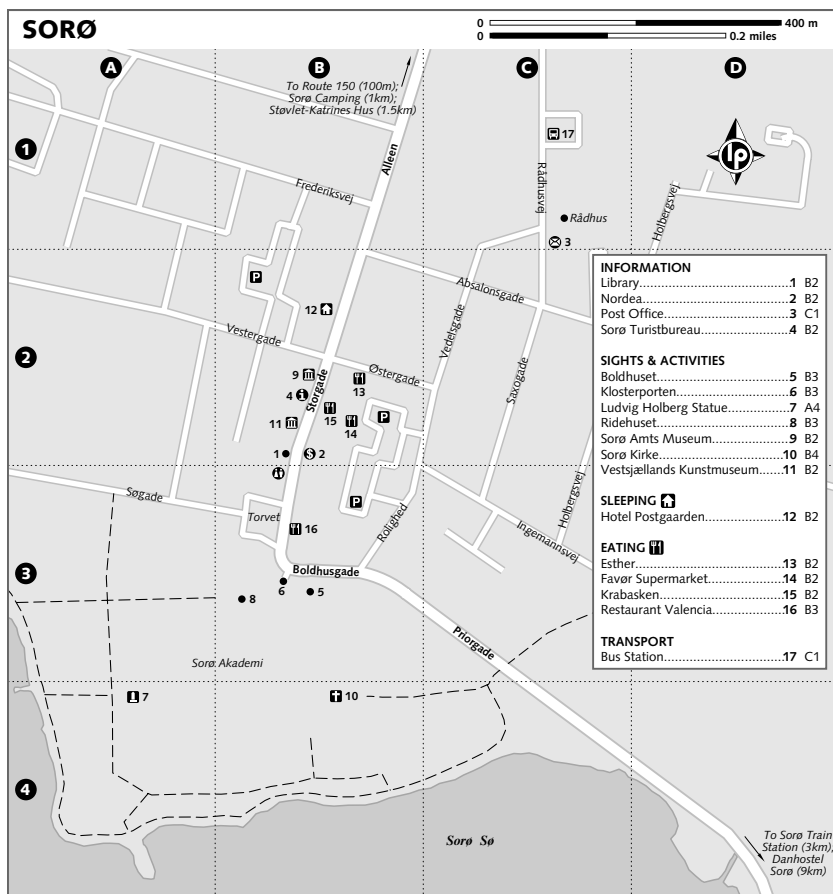 SORØ
0 400 m
0 0.2 miles
A
B
C
D
To Route 150 (100m);
Sorø Camping (1km);
Støvlet-Katrines Hus (1.5km)
1
lp
17
Alleen
Frederiksvej
Rådhusvej
Holbergsvej
Rådhus
3
P
Absalonsgade
12
Vestergade
Vedelsgade
2
Østergade
Saxogade
9
13
4
Storgade
15
14
P
11
1
2
Søgade
P
Torvet
16
Rolighed
Ingemannsvej
Holbergsvej
3
Boldhusgade
6
5
8
Priorgade
Sorø Akademi
7
10
4
Sorø Sø
To Sorø Train
Station (3km);
Danhostel
Sorø (9km)
INFORMATION
Library 1 B2
Nordea 2 B2
Post Office 3 C1
Sorø Turistbureau 4 B2
SIGHTS & ACTIVITIES
Boldhuset 5 B3
Klosterporten 6 B3
Ludvig Holberg Statue 7 A4
Ridehuset 8 B3
Sorø Amts Museum 9 B2
Sorø Kirke 10 B4
Vestsjællands Kunstmuseum 11 B2
SLEEPING
Hotel Postgaarden 12 B2
EATING
Esther 13 B2
Favør Supermarket 14 B2
Krabasken 15 B2
Restaurant Valencia 16 B3
TRANSPORT
Bus Station 17 C1